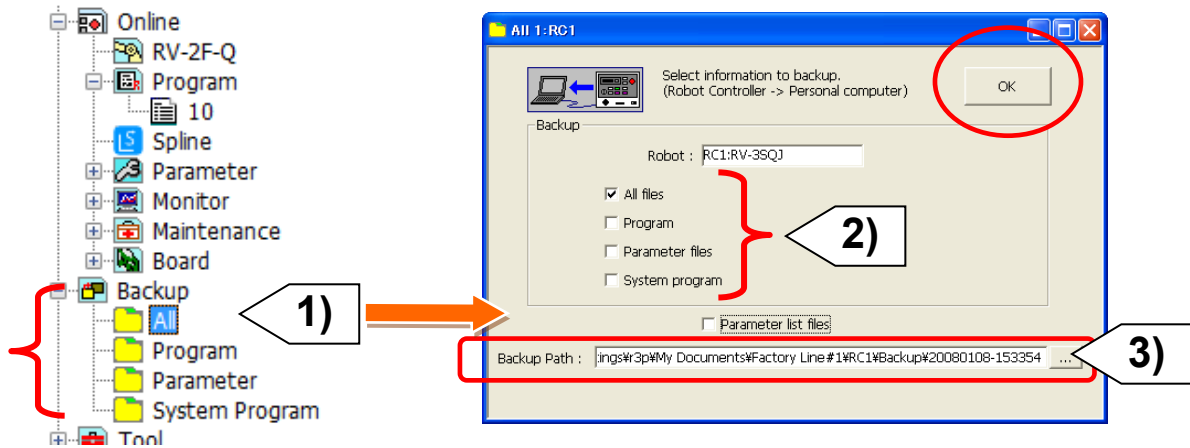 Online
RV-2F-Q
Program
10
Spline
Parameter
Monitor
Maintenance
Board
Backup
All
Program
Parameter
System Program
Tool
1)
All 1:RC1
Select information to backup.
(Robot Controller -> Personal computer)
OK
Backup
Robot : RC1:RV-3SQJ
All files
Program
Parameter files
System program
2)
Parameter list files
Backup Path : ings¥r3p¥My Documents¥Factory Line#1¥RC1¥Backup¥20080108-153354 ...
3)